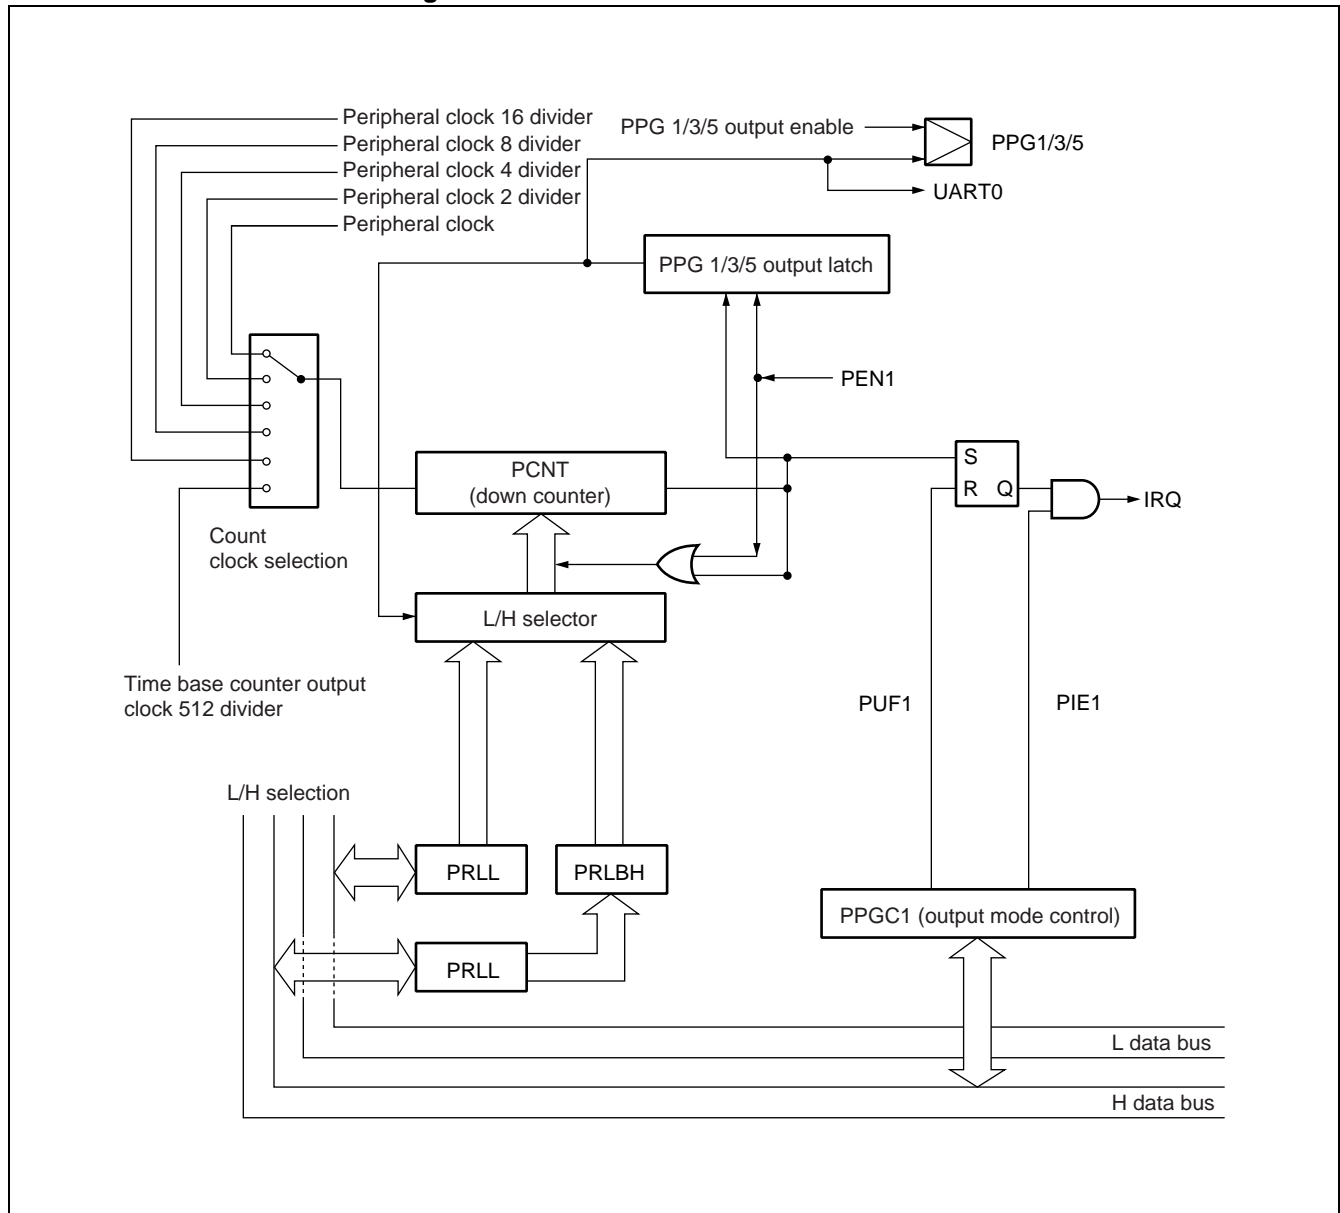 Peripheral clock 16 divider
Peripheral clock 8 divider
Peripheral clock 4 divider
Peripheral clock 2 divider
Peripheral clock
PPG 1/3/5 output enable
PPG1/3/5
UART0
PPG 1/3/5 output latch
PEN1
PCNT
(down counter)
S
R Q
IRQ
Count
clock selection
L/H selector
Time base counter output
clock 512 divider
PUF1
PIE1
L/H selection
PRLL
PRLBH
PPGC1 (output mode control)
PRLL
L data bus
H data bus